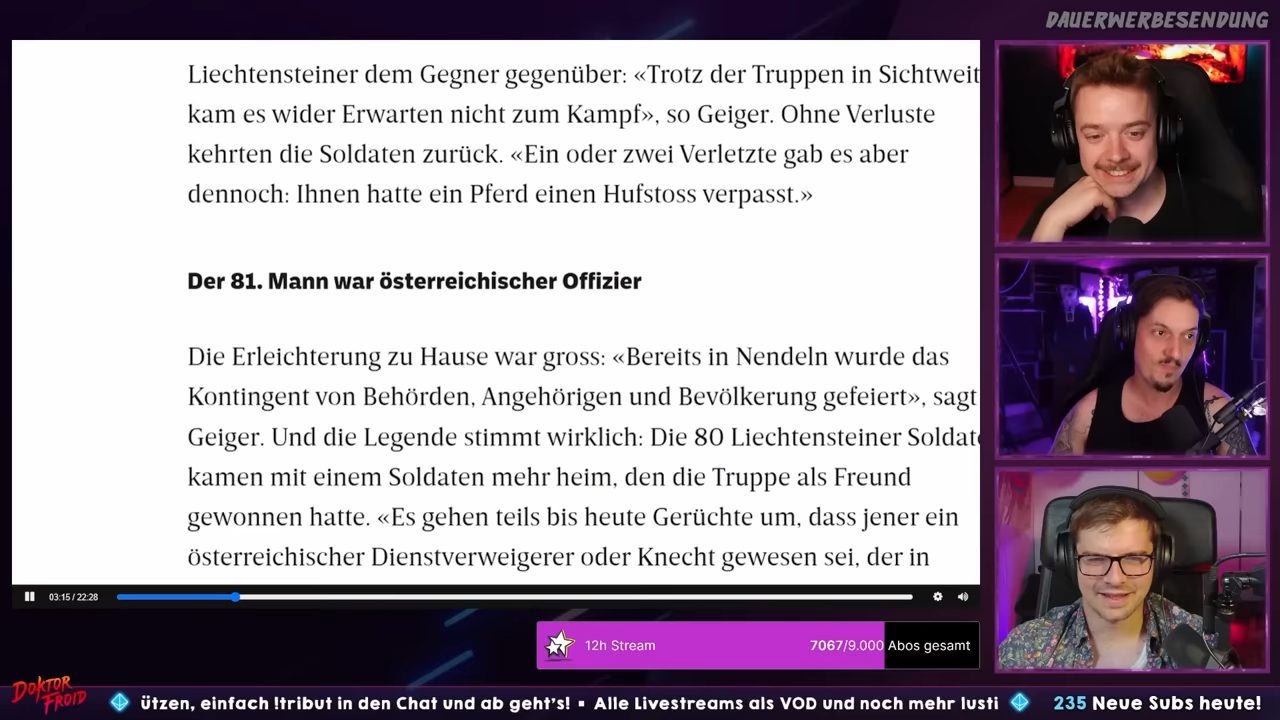 DAUERWERBESENDUNG
Liechtensteiner dem Gegner gegenüber: «Trotz der Truppen in Sichtweit
kam es wider Erwarten nicht zum Kampf», so Geiger. Ohne Verluste
kehrten die Soldaten zurück. «Ein oder zwei Verletzte gab es aber
dennoch: Ihnen hatte ein Pferd einen Hufstoss verpasst.»
Der 81. Mann war österreichischer Offizier
Die Erleichterung zu Hause war gross: «Bereits in Nendeln wurde das
Kontingent von Behörden, Angehörigen und Bevölkerung gefeiert», sagt
Geiger. Und die Legende stimmt wirklich: Die 80 Liechtensteiner Soldat
kamen mit einem Soldaten mehr heim, den die Truppe als Freund
gewonnen hatte. «Es gehen teils bis heute Gerüchte um, dass jener ein
österreichischer Dienstverweigerer oder Knecht gewesen sei, der in
03:15 / 22:28
12h Stream 7067/9.000 Abos gesamt
DOKTOR
FROID
ützen, einfach !tribut in den Chat und ab geht's! ▪ Alle Livestreams als VOD und noch mehr lusti 235 Neue Subs heute!